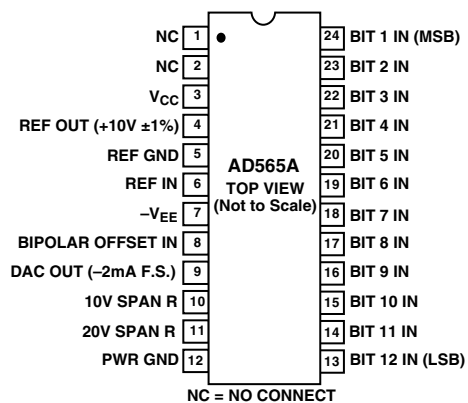 NC 1
NC 2
VCC 3
REF OUT (+10V ±1%) 4
REF GND 5
REF IN 6
–VEE 7
BIPOLAR OFFSET IN 8
DAC OUT (–2mA F.S.) 9
10V SPAN R 10
20V SPAN R 11
PWR GND 12
AD565A
TOP VIEW
(Not to Scale)
24 BIT 1 IN (MSB)
23 BIT 2 IN
22 BIT 3 IN
21 BIT 4 IN
20 BIT 5 IN
19 BIT 6 IN
18 BIT 7 IN
17 BIT 8 IN
16 BIT 9 IN
15 BIT 10 IN
14 BIT 11 IN
13 BIT 12 IN (LSB)
NC = NO CONNECT